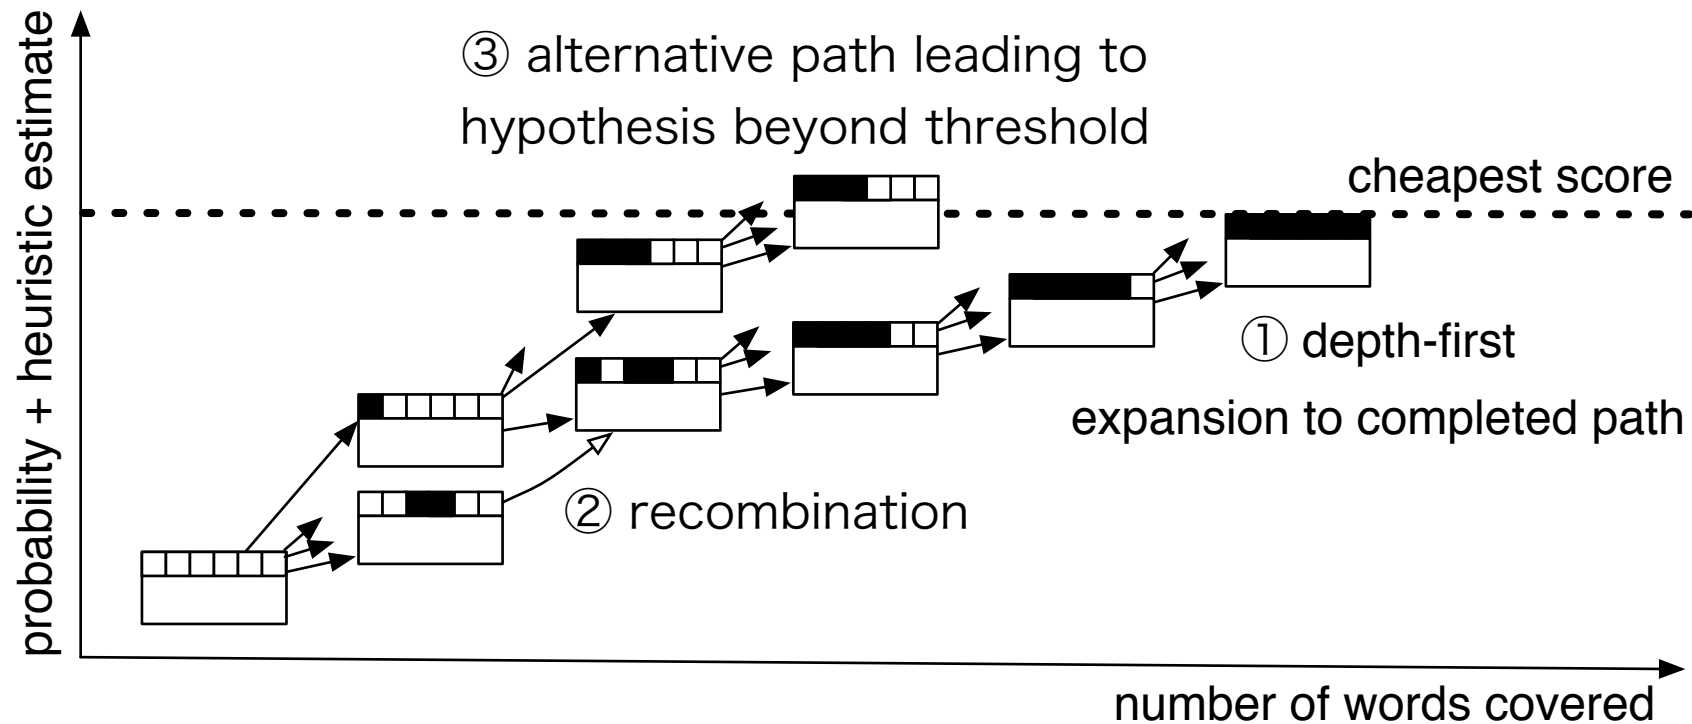 probability + heuristic estimate
③ alternative path leading to
hypothesis beyond threshold
cheapest score
① depth-first
expansion to completed path
② recombination
number of words covered